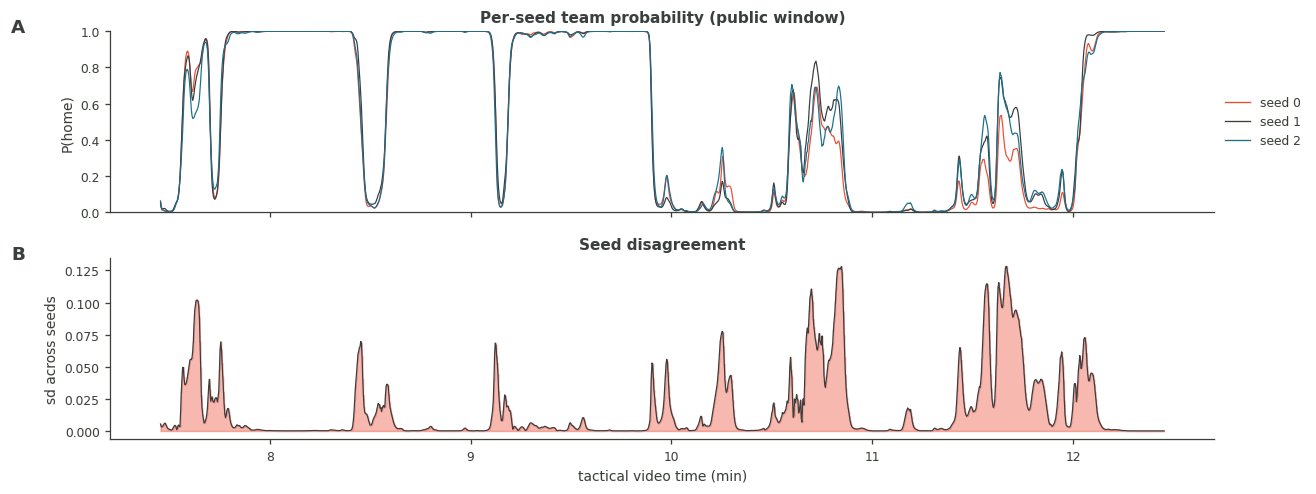 A
Per-seed team probability (public window)
1.0
0.8
0.6
0.4
0.2
0.0
P(home)
seed 0
seed 1
seed 2
B
Seed disagreement
0.125
0.100
0.075
0.050
0.025
0.000
sd across seeds
8
9
10
11
12
tactical video time (min)